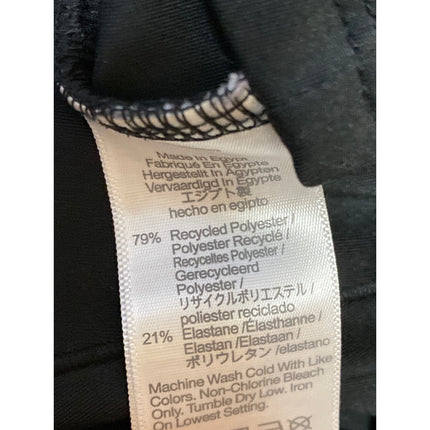 Made In Egypt
Fabriqué En Égypte
Hergestellt In Ägypten
Vervaardigd In Egypte
エジプト製
hecho en egipto
79% Recycled Polyester /
Polyester Recyclé /
Recyceltes Polyester /
Gerecycleerd
Polyester /
リサイクルポリエステル /
poliester reciclado
21% Elastane /Élasthanne /
Elastan /Elastaan /
ポリウレタン /elastano
Machine Wash Cold With Like
Colors. Non-Chlorine Bleach
Only. Tumble Dry Low. Iron
On Lowest Setting.